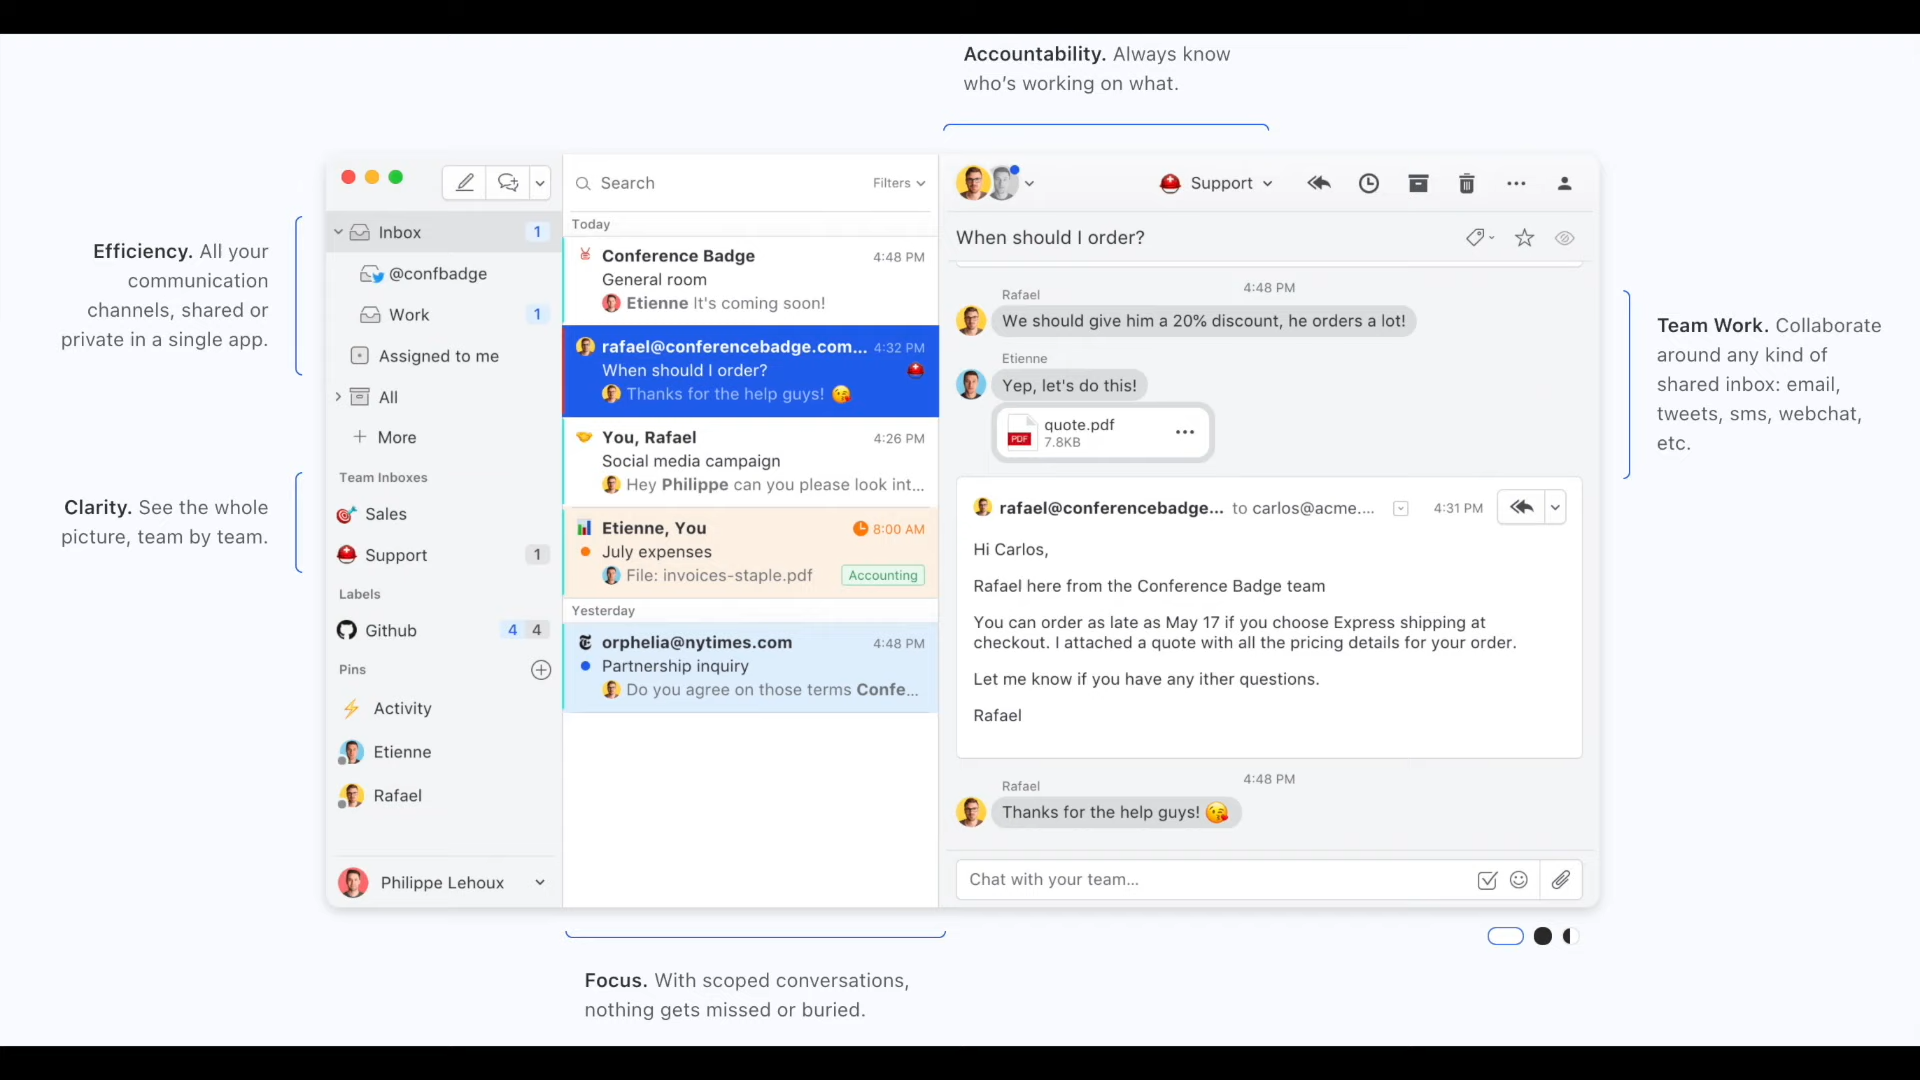 Accountability. Always know
who's working on what.
Efficiency. All your
communication
channels, shared or
private in a single app.
Clarity. See the whole
picture, team by team.
Inbox 1
@confbadge
Work 1
Assigned to me
All
More
Team Inboxes
Sales
Support 1
Labels
Github 4 4
Pins
Activity
Etienne
Rafael
Philippe Lehoux
Search Filters
Today
Conference Badge 4:48 PM
General room
Etienne It's coming soon!
rafael@conferencebadge.com... 4:32 PM
When should I order?
Thanks for the help guys!
You, Rafael 4:26 PM
Social media campaign
Hey Philippe can you please look int...
Etienne, You 8:00 AM
July expenses
File: invoices-staple.pdf Accounting
Yesterday
orphelia@nytimes.com 4:48 PM
Partnership inquiry
Do you agree on those terms Confe...
Support
When should I order?
4:48 PM
Rafael
We should give him a 20% discount, he orders a lot!
Etienne
Yep, let's do this!
PDF
quote.pdf
7.8KB
rafael@conferencebadge... to carlos@acme.... 4:31 PM
Hi Carlos,
Rafael here from the Conference Badge team
You can order as late as May 17 if you choose Express shipping at
checkout. I attached a quote with all the pricing details for your order.
Let me know if you have any ither questions.
Rafael
4:48 PM
Rafael
Thanks for the help guys!
Chat with your team...
Team Work. Collaborate
around any kind of
shared inbox: email,
tweets, sms, webchat,
etc.
Focus. With scoped conversations,
nothing gets missed or buried.